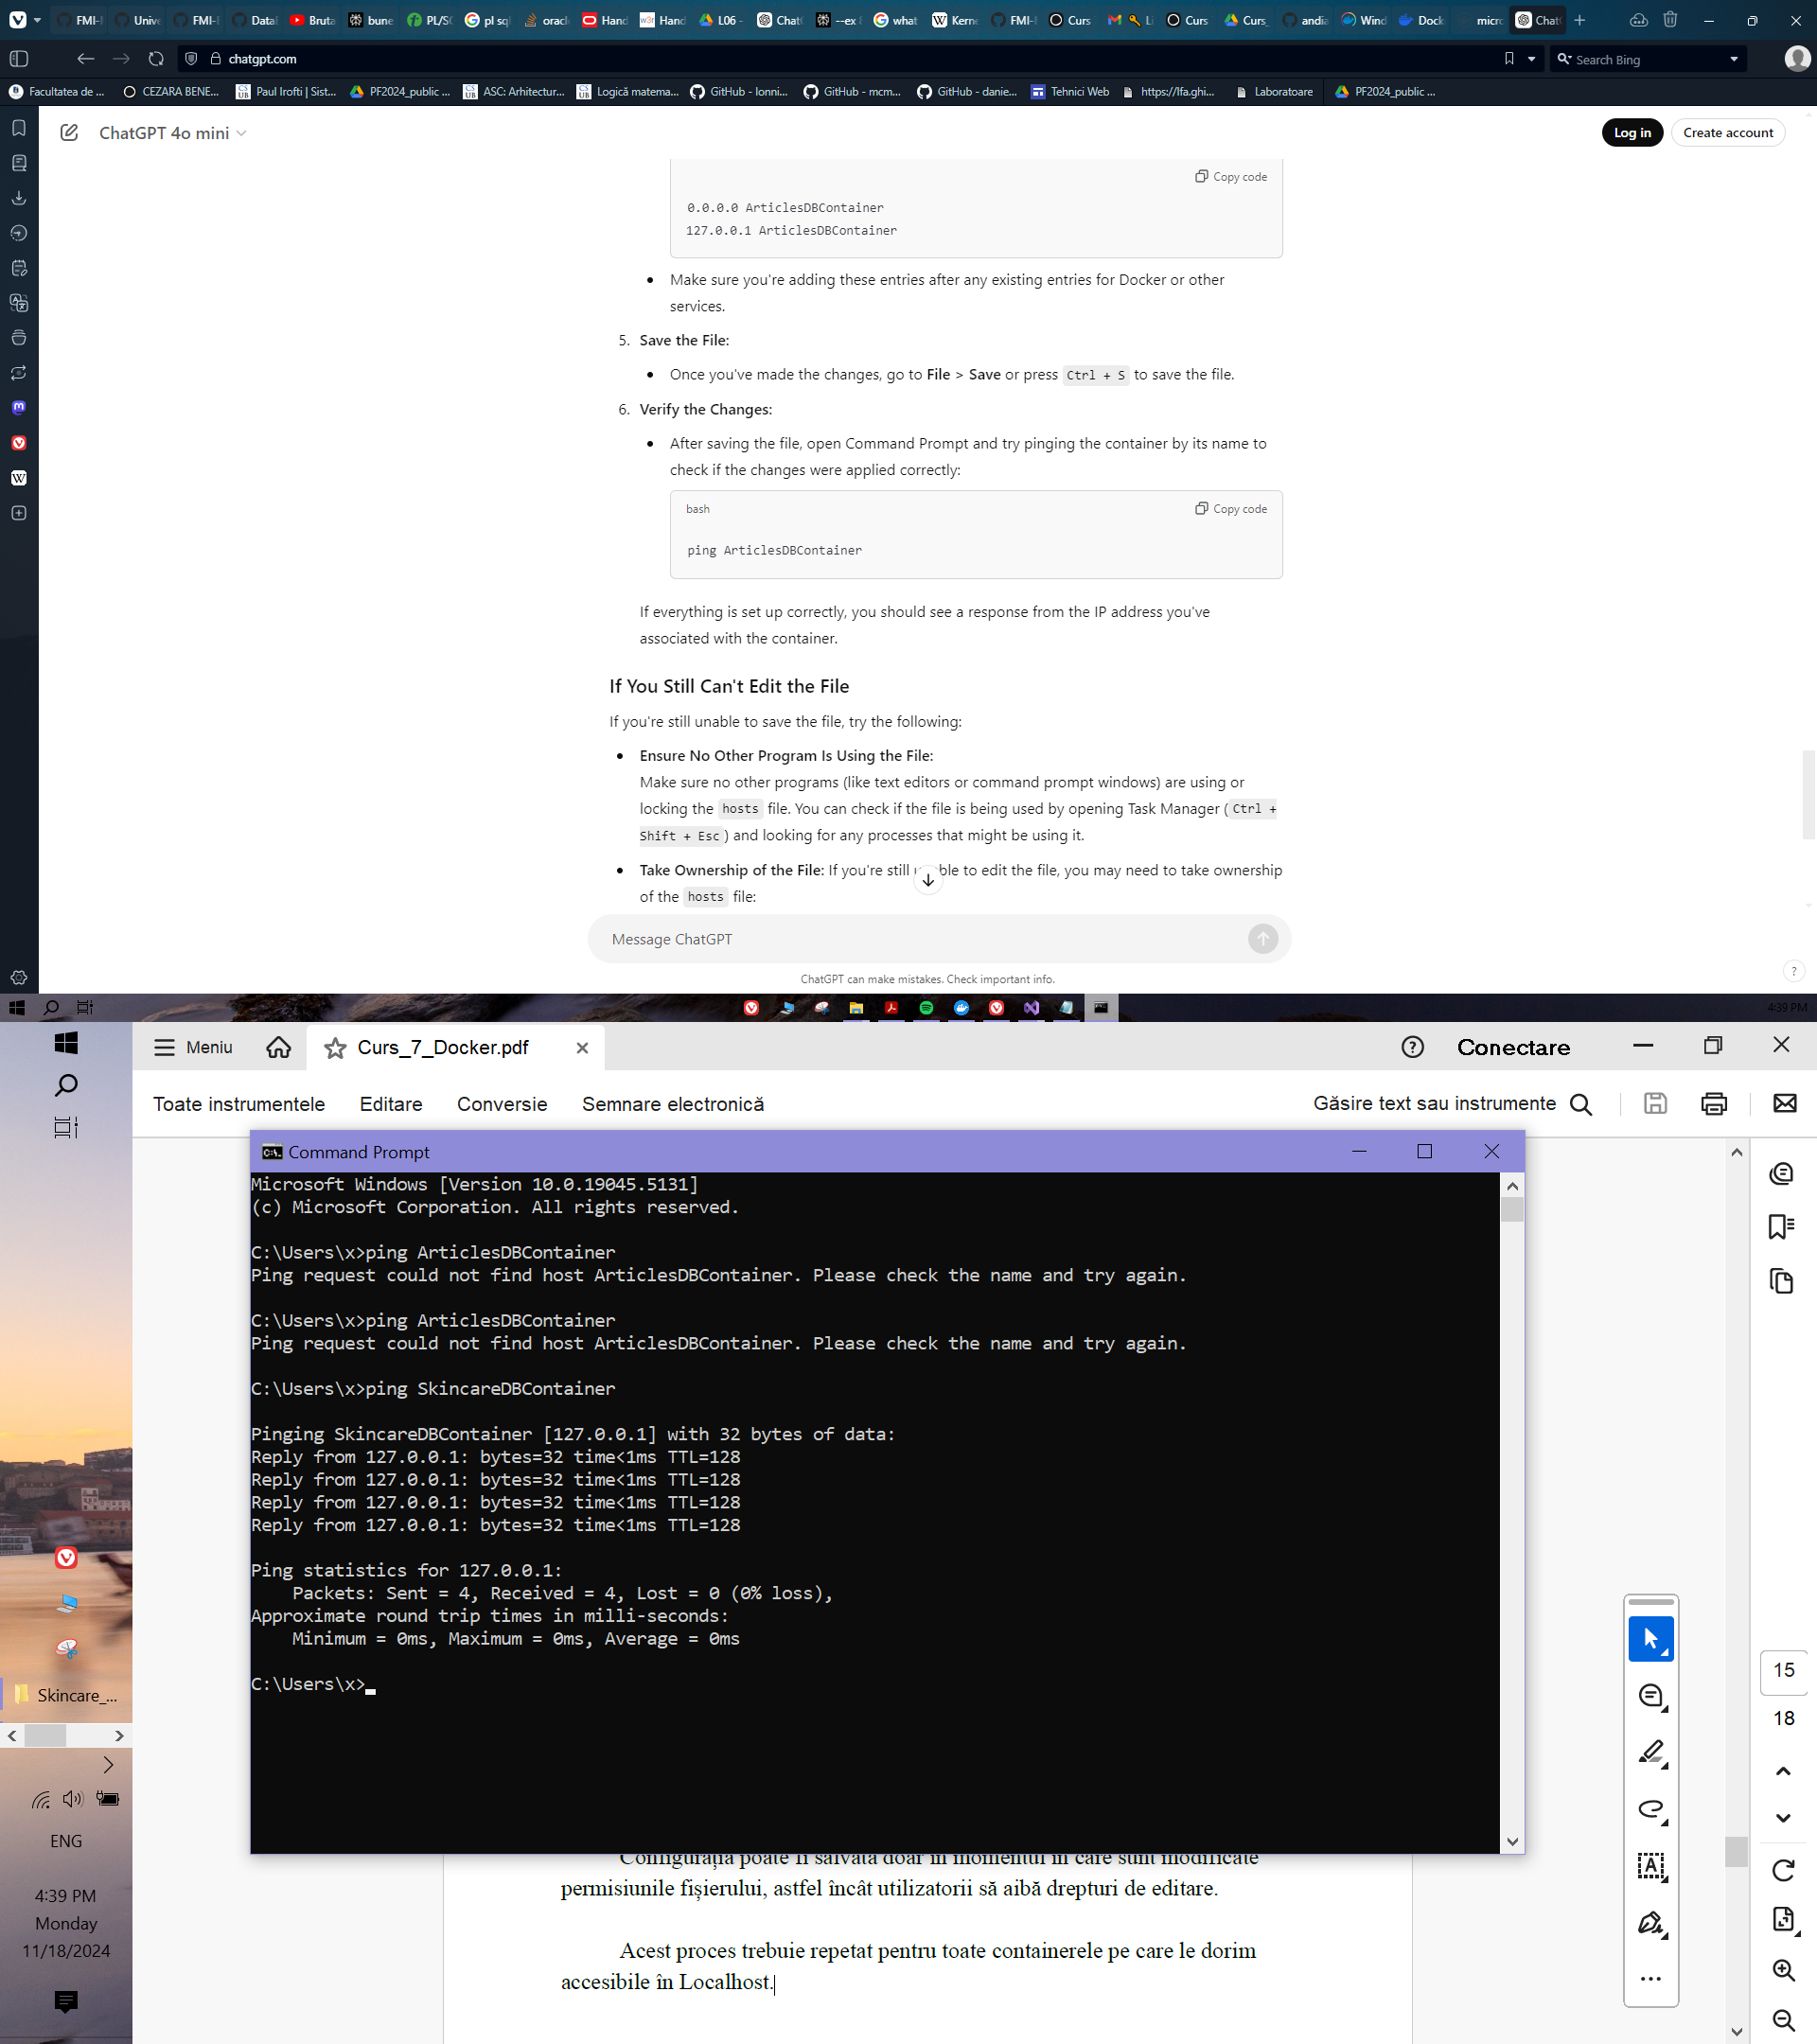 FMI-I
Unive
FMI-E
Datal
Bruta
bune
PL/SQ
pl sq
oracl
Hand
w3r
Hand
L06 -
Chat
--ex &
what
Kerne
FMI-I
Curs
Li
Curs
Curs_
andia
Wind
Dock
micro
Chat
chatgpt.com
Search Bing
Facultatea de ...
CEZARA BENE...
Paul Irofti | Sist...
PF2024_public ...
ASC: Arhitectur...
Logică matema...
GitHub - Ionni...
GitHub - mcm...
GitHub - danie...
Tehnici Web
https://lfa.ghi...
Laboratoare
PF2024_public ...
ChatGPT 4o mini
Log in
Create account
Copy code
0.0.0.0 ArticlesDBContainer
127.0.0.1 ArticlesDBContainer
• Make sure you're adding these entries after any existing entries for Docker or other
services.
5. Save the File:
• Once you've made the changes, go to File > Save or press Ctrl + S to save the file.
6. Verify the Changes:
• After saving the file, open Command Prompt and try pinging the container by its name to
check if the changes were applied correctly:
bash
Copy code
ping ArticlesDBContainer
If everything is set up correctly, you should see a response from the IP address you've
associated with the container.
If You Still Can't Edit the File
If you're still unable to save the file, try the following:
• Ensure No Other Program Is Using the File:
Make sure no other programs (like text editors or command prompt windows) are using or
locking the hosts file. You can check if the file is being used by opening Task Manager ( Ctrl +
Shift + Esc ) and looking for any processes that might be using it.
• Take Ownership of the File: If you're still to edit the file, you may need to take ownership
of the hosts file:
Message ChatGPT
ChatGPT can make mistakes. Check important info.
?
4:39 PM
Meniu
Curs_7_Docker.pdf
Conectare
Toate instrumentele
Editare
Conversie
Semnare electronică
Găsire text sau instrumente
Command Prompt
Microsoft Windows [Version 10.0.19045.5131]
(c) Microsoft Corporation. All rights reserved.
C:\Users\x>ping ArticlesDBContainer
Ping request could not find host ArticlesDBContainer. Please check the name and try again.
C:\Users\x>ping ArticlesDBContainer
Ping request could not find host ArticlesDBContainer. Please check the name and try again.
C:\Users\x>ping SkincareDBContainer
Pinging SkincareDBContainer [127.0.0.1] with 32 bytes of data:
Reply from 127.0.0.1: bytes=32 time<1ms TTL=128
Reply from 127.0.0.1: bytes=32 time<1ms TTL=128
Reply from 127.0.0.1: bytes=32 time<1ms TTL=128
Reply from 127.0.0.1: bytes=32 time<1ms TTL=128
Ping statistics for 127.0.0.1:
Packets: Sent = 4, Received = 4, Lost = 0 (0% loss),
Approximate round trip times in milli-seconds:
Minimum = 0ms, Maximum = 0ms, Average = 0ms
C:\Users\x>_
Configurația poate fi salvată doar în momentul în care sunt modificate
permisiunile fișierului, astfel încât utilizatorii să aibă drepturi de editare.
Acest proces trebuie repetat pentru toate containerele pe care le dorim
accesibile în Localhost.
15
18
Skincare_...
ENG
4:39 PM
Monday
11/18/2024